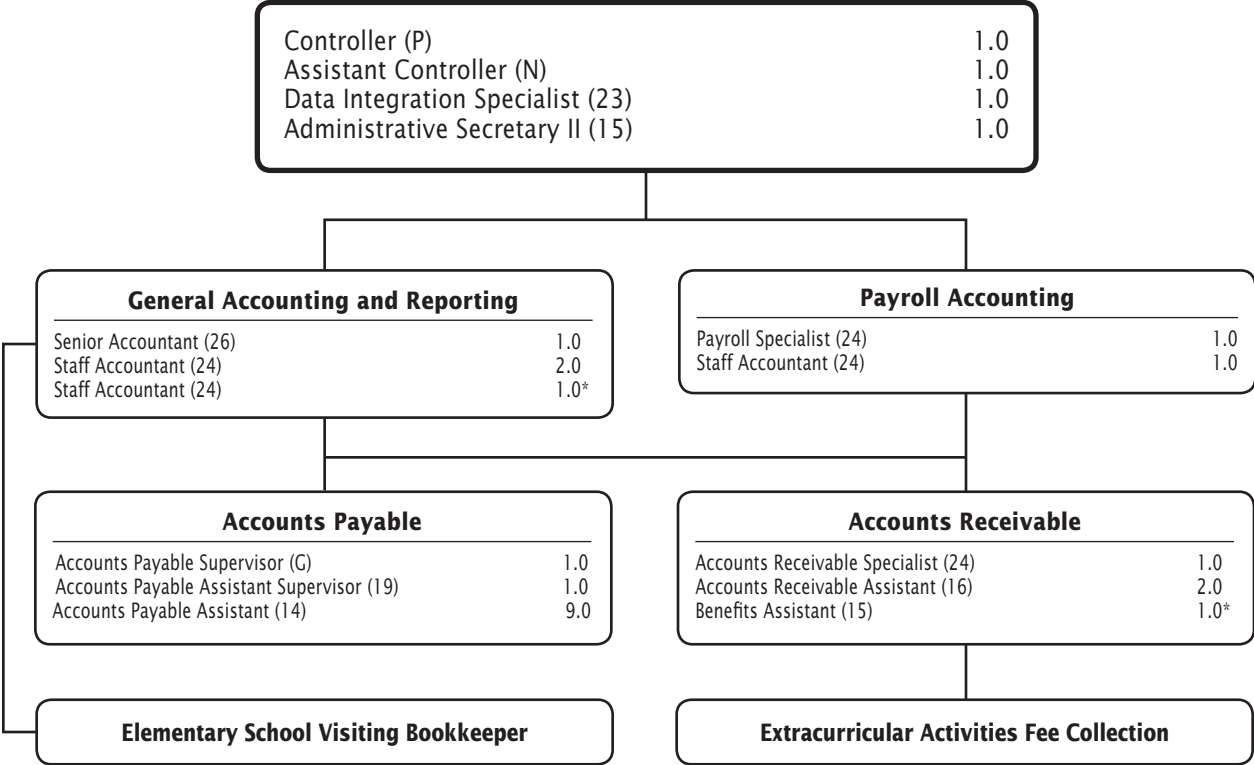 Controller (P) 1.0
Assistant Controller (N) 1.0
Data Integration Specialist (23) 1.0
Administrative Secretary II (15) 1.0
General Accounting and Reporting
Senior Accountant (26) 1.0
Staff Accountant (24) 2.0
Staff Accountant (24) 1.0*
Payroll Accounting
Payroll Specialist (24) 1.0
Staff Accountant (24) 1.0
Accounts Payable
Accounts Payable Supervisor (G) 1.0
Accounts Payable Assistant Supervisor (19) 1.0
Accounts Payable Assistant (14) 9.0
Accounts Receivable
Accounts Receivable Specialist (24) 1.0
Accounts Receivable Assistant (16) 2.0
Benefits Assistant (15) 1.0*
Elementary School Visiting Bookkeeper
Extracurricular Activities Fee Collection